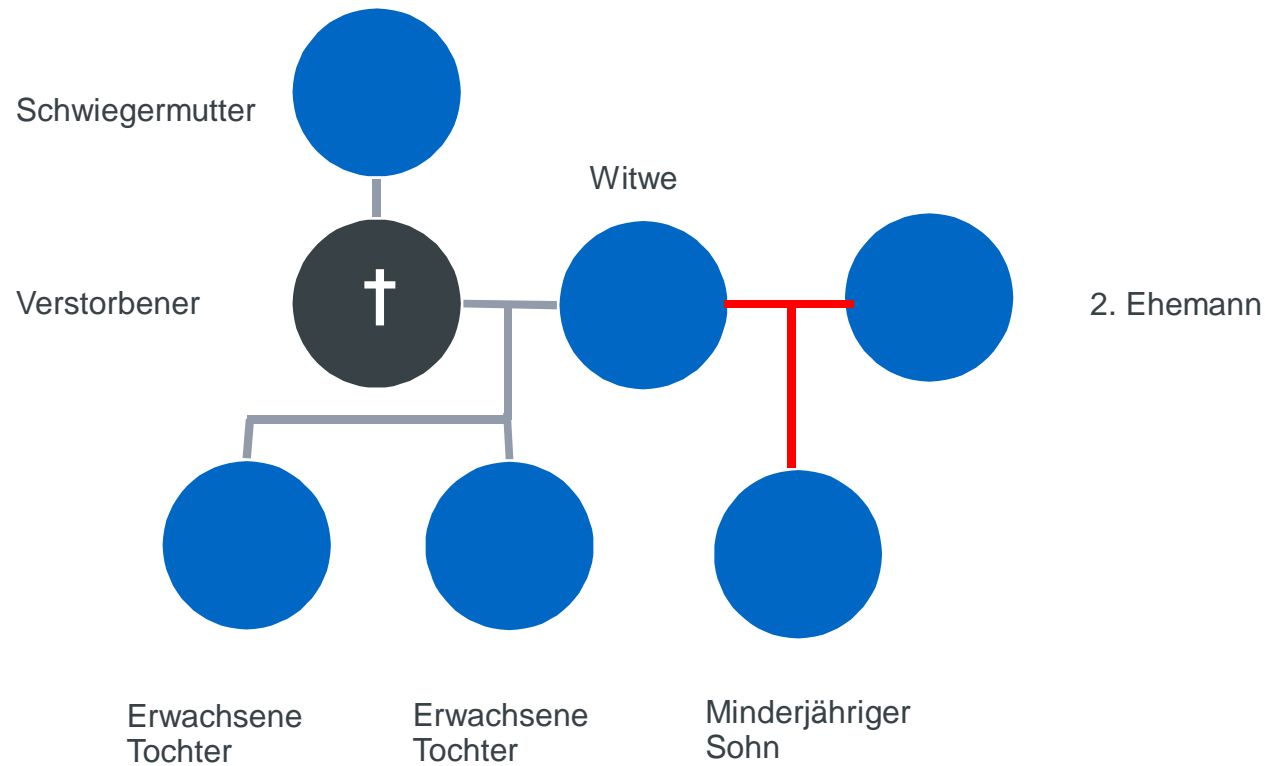 Schwiegermutter
Witwe
Verstorbener
†
2. Ehemann
Erwachsene
Tochter
Erwachsene
Tochter
Minderjähriger
Sohn